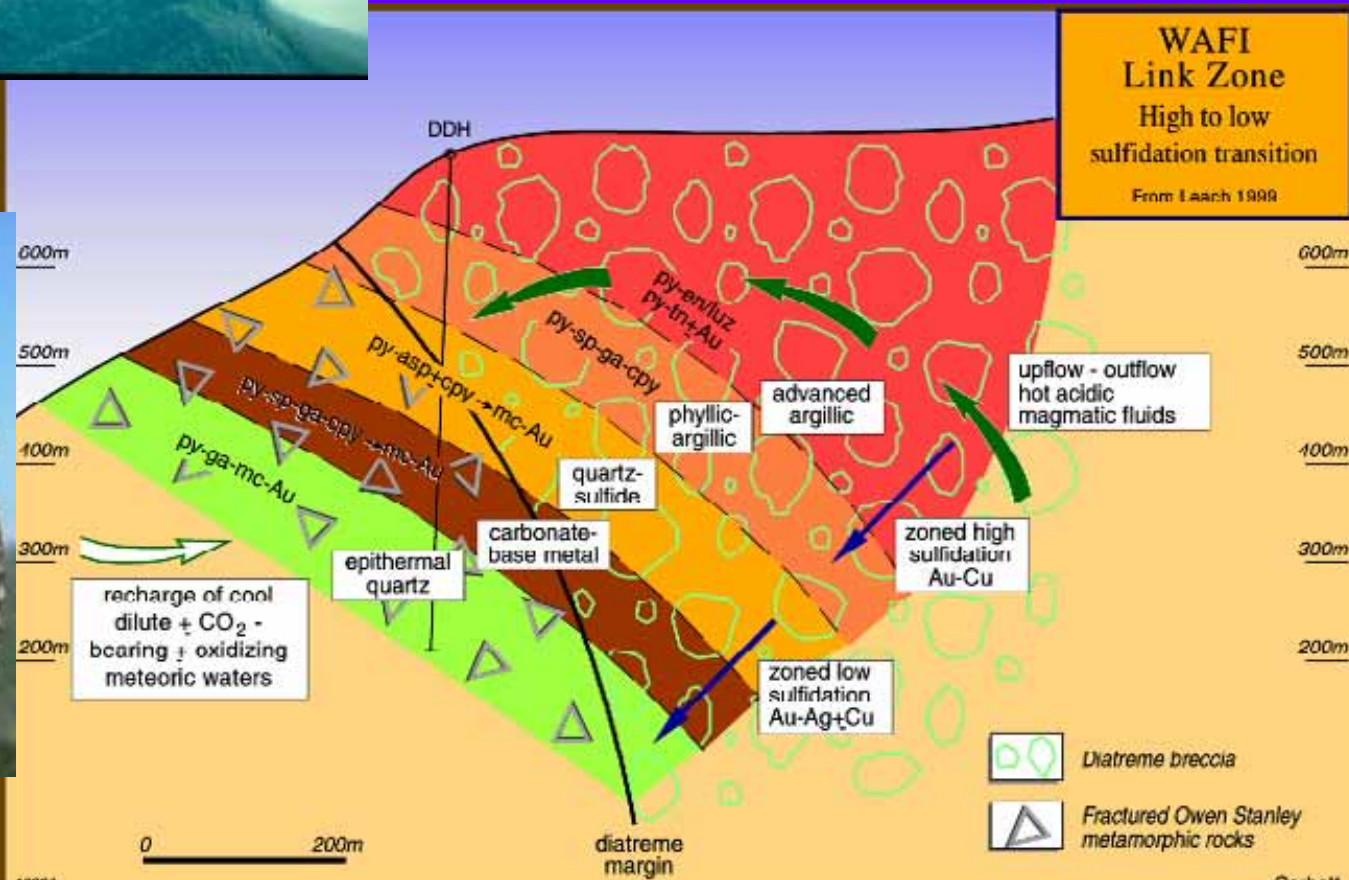 WAFI
Link Zone
High to low
sulfidation transition
From Leach 1999
DDH
600m
600m
500m
500m
400m
400m
300m
300m
200m
200m
py-en/luz
py-tn±Au
py-sp-ga-cpy
py-asp±cpy→mc-Au
py-sp-ga-cpy→mc-Au
py-ga-mc-Au
advanced
argillic
phyllic-
argillic
quartz-
sulfide
carbonate-
base metal
epithermal
quartz
upflow - outflow
hot acidic
magmatic fluids
zoned high
sulfidation
Au-Cu
zoned low
sulfidation
Au-Ag±Cu
recharge of cool
dilute ± CO2 -
bearing ± oxidizing
meteoric waters
Diatreme breccia
Fractured Owen Stanley
metamorphic rocks
0 200m
diatreme
margin